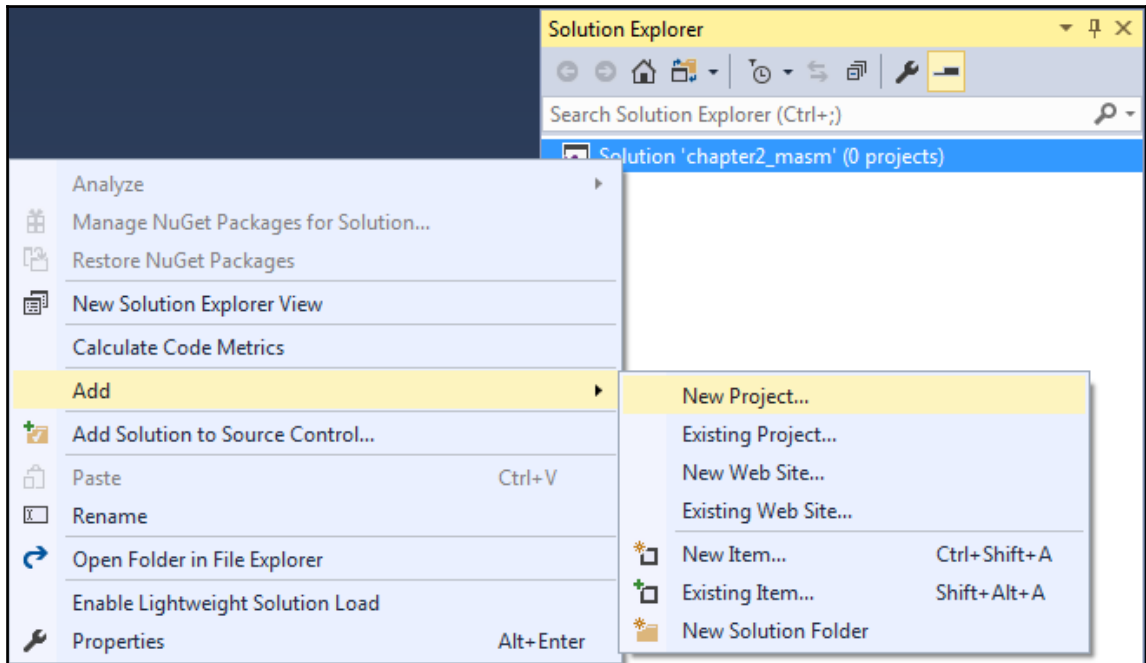 Solution Explorer
Search Solution Explorer (Ctrl+;)
Solution 'chapter2_masm' (0 projects)
Analyze
Manage NuGet Packages for Solution...
Restore NuGet Packages
New Solution Explorer View
Calculate Code Metrics
Add
Add Solution to Source Control...
Paste Ctrl+V
Rename
Open Folder in File Explorer
Enable Lightweight Solution Load
Properties Alt+Enter
New Project...
Existing Project...
New Web Site...
Existing Web Site...
New Item... Ctrl+Shift+A
Existing Item... Shift+Alt+A
New Solution Folder